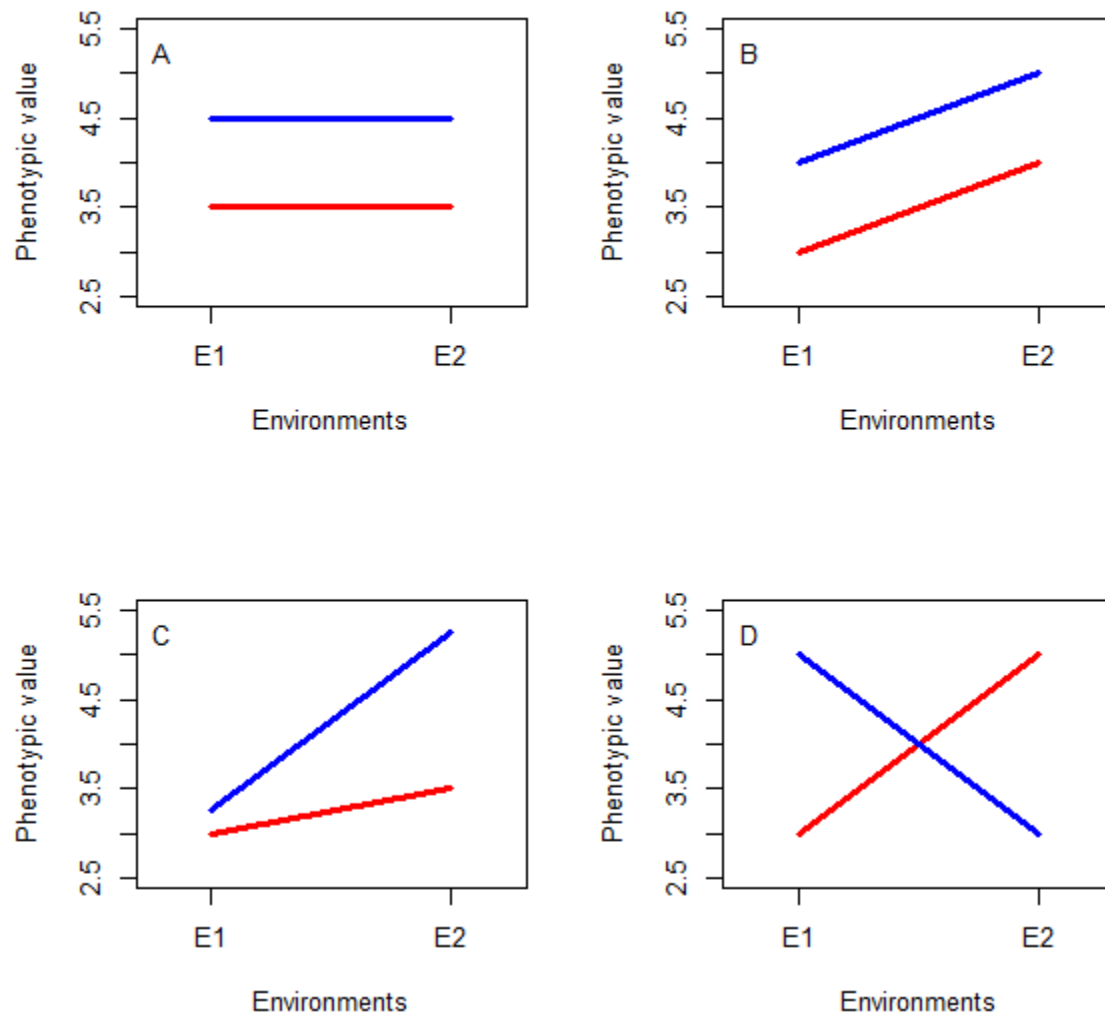 A
Phenotypic value
5.5
4.5
3.5
2.5
E1 E2
Environments
B
Phenotypic value
5.5
4.5
3.5
2.5
E1 E2
Environments
C
Phenotypic value
5.5
4.5
3.5
2.5
E1 E2
Environments
D
Phenotypic value
5.5
4.5
3.5
2.5
E1 E2
Environments